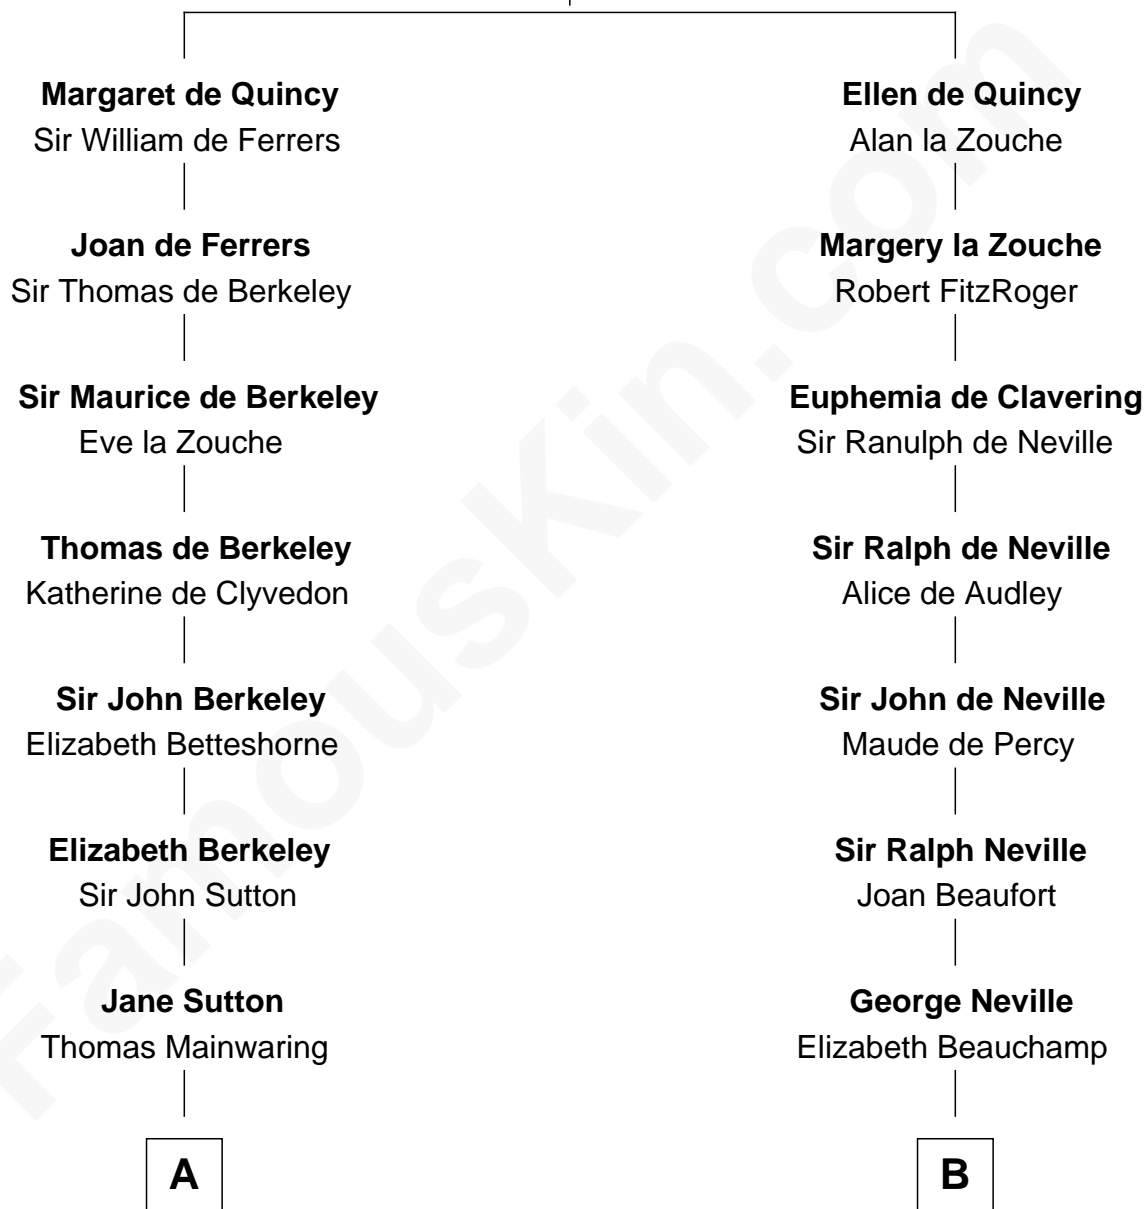 Margaret de Quincy
Sir William de Ferrers
Joan de Ferrers
Sir Thomas de Berkeley
Sir Maurice de Berkeley
Eve la Zouche
Thomas de Berkeley
Katherine de Clyvedon
Sir John Berkeley
Elizabeth Betteshorne
Elizabeth Berkeley
Sir John Sutton
Jane Sutton
Thomas Mainwaring
A
Ellen de Quincy
Alan la Zouche
Margery la Zouche
Robert FitzRoger
Euphemia de Clavering
Sir Ranulph de Neville
Sir Ralph de Neville
Alice de Audley
Sir John de Neville
Maude de Percy
Sir Ralph Neville
Joan Beaufort
George Neville
Elizabeth Beauchamp
B
FamousKin.com